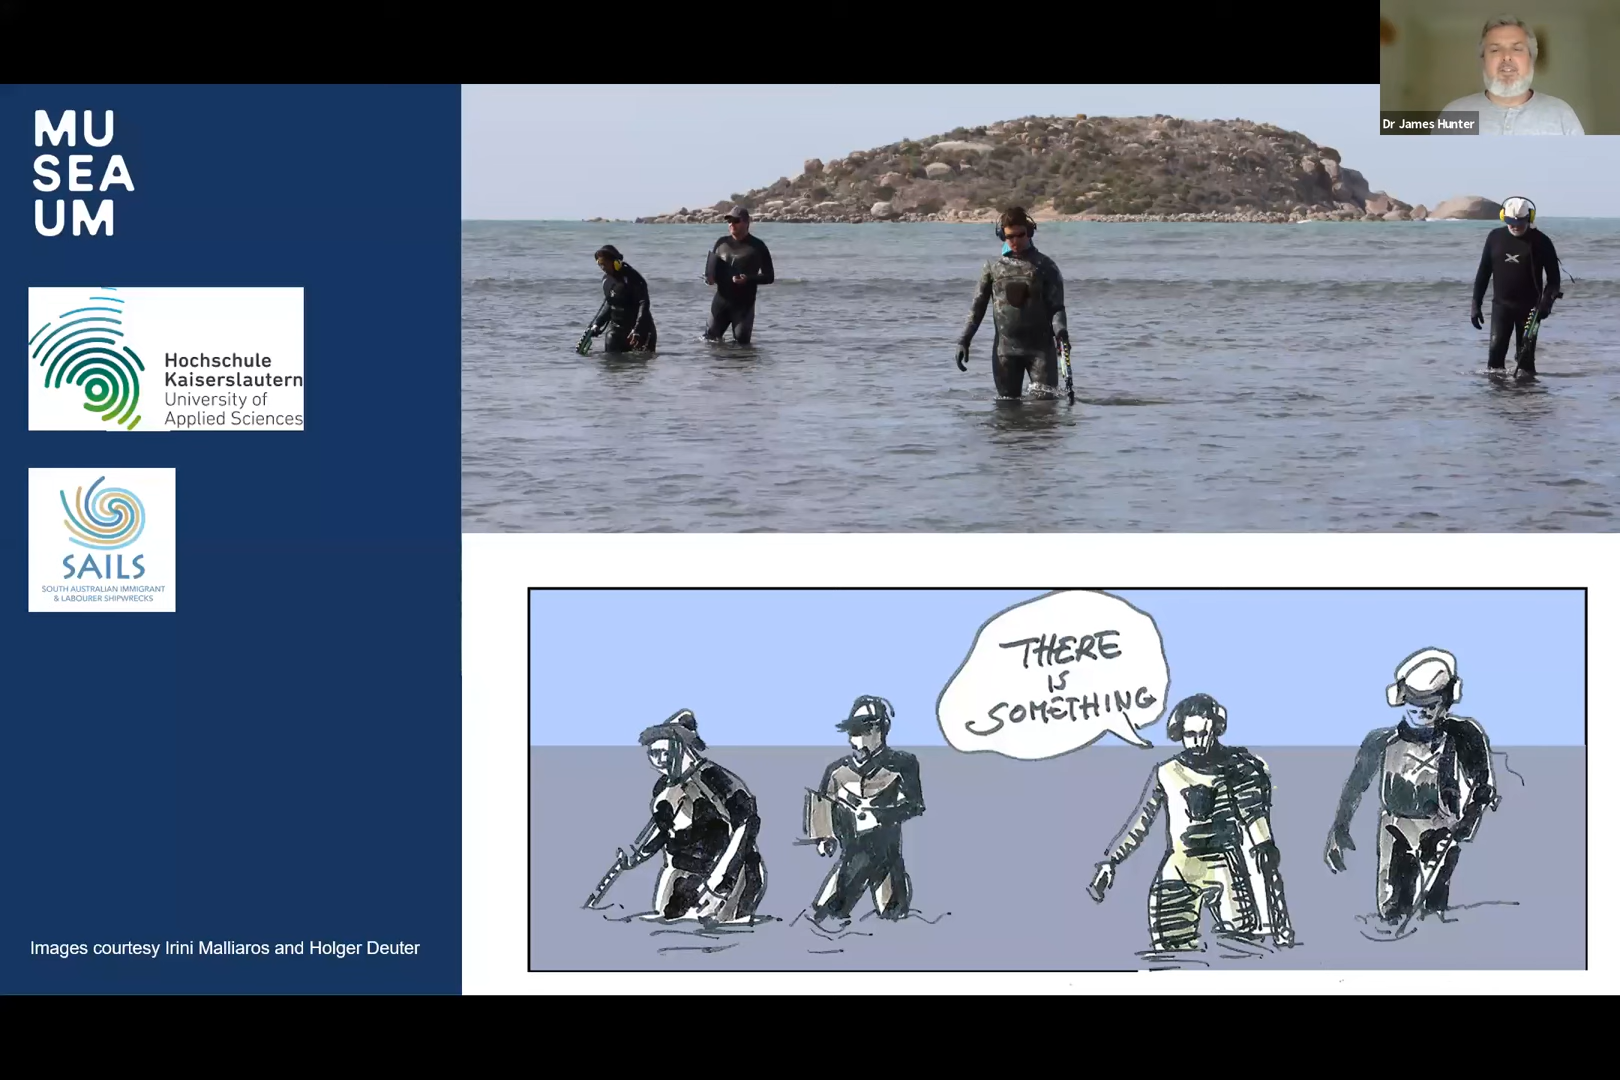 MU
SEA
UM
Hochschule
Kaiserslautern
University of
Applied Sciences
SAILS
SOUTH AUSTRALIAN IMMIGRANT
& LABOURER SHIPWRECKS
Images courtesy Irini Malliaros and Holger Deuter
Dr James Hunter
THERE
IS
SOMETHING